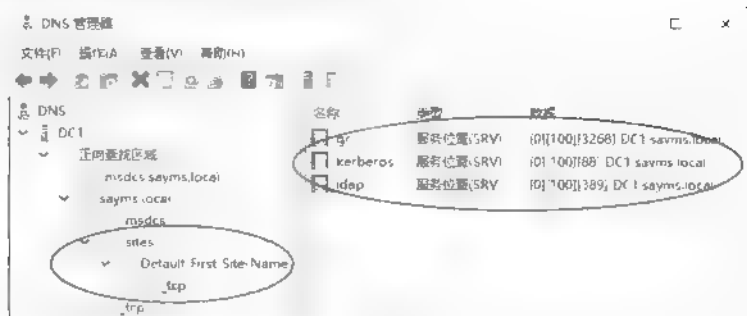 DNS 管理器
文件(F) 操作(A) 查看(V) 帮助(H)
DNS
DC1
正向查找区域
_msdcs.sayms.local
sayms.local
_msdcs
_sites
Default-First-Site-Name
_tcp
_tcp
名称 类型 数据
_gc 服务位置(SRV) [0][100][3268] DC1.sayms.local.
_kerberos 服务位置(SRV) [0][100][88] DC1.sayms.local.
_ldap 服务位置(SRV) [0][100][389] DC1.sayms.local.